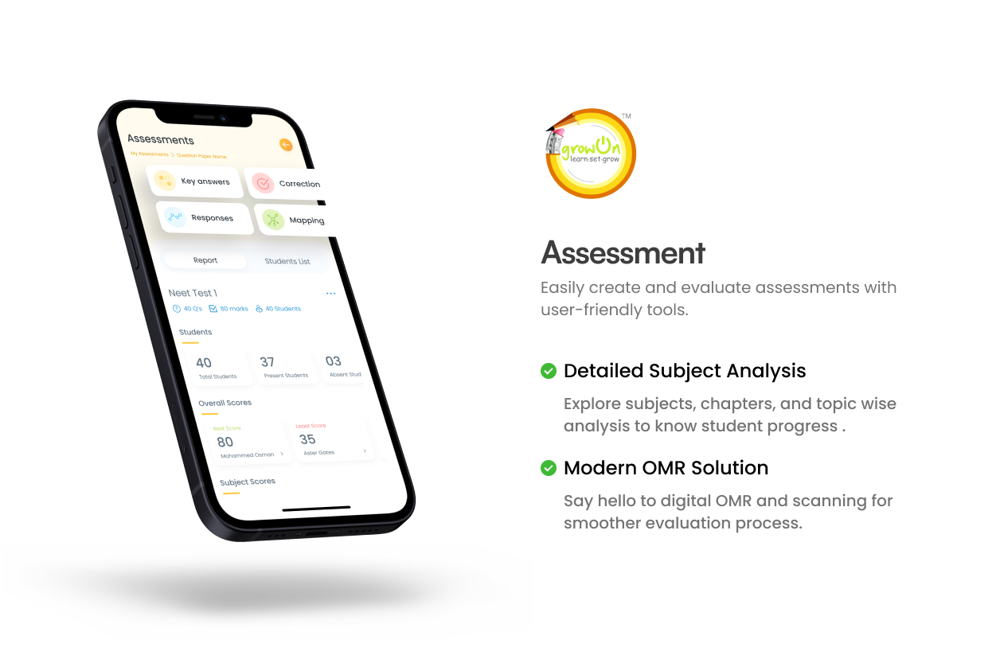 Assessments
My Assessments > Question Paper Name
Key answers
Correction
Responses
Mapping
Report
Students List
Neet Test 1
40 Q's
60 marks
40 Students
Students
40
Total Students
37
Present Students
03
Absent Stud
Overall Scores
Best Score
80
Mohammed Osman
Least Score
35
Aster Gates
Subject Scores
TM
growOn
learn·set·grow
Assessment
Easily create and evaluate assessments with
user-friendly tools.
Detailed Subject Analysis
Explore subjects, chapters, and topic wise
analysis to know student progress .
Modern OMR Solution
Say hello to digital OMR and scanning for
smoother evaluation process.